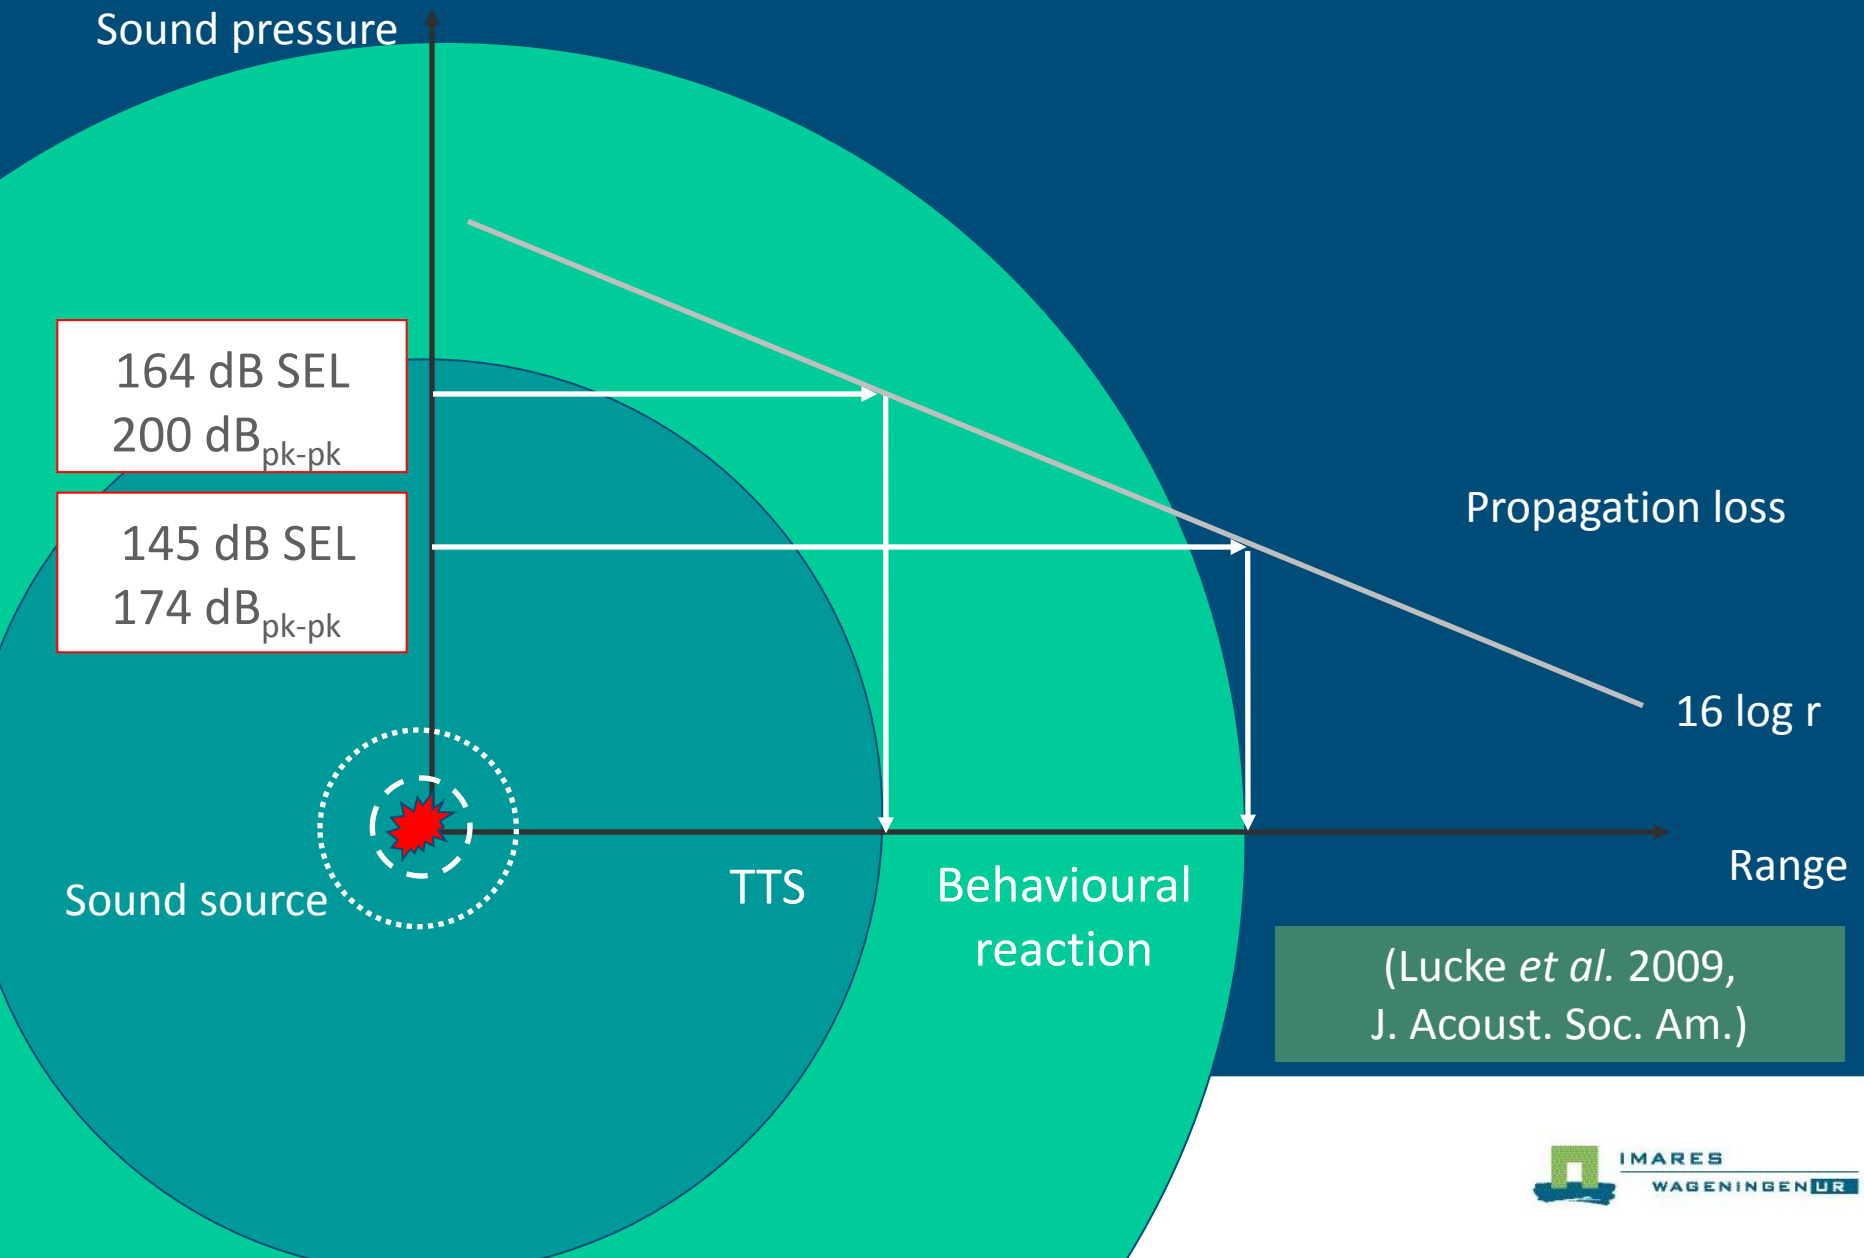 Sound pressure
164 dB SEL
200 dBpk-pk
145 dB SEL
174 dBpk-pk
Propagation loss
16 log r
Range
Sound source
TTS
Behavioural
reaction
(Lucke et al. 2009,
J. Acoust. Soc. Am.)
IMARES
WAGENINGEN UR